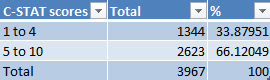 C-STAT scores Total %
1 to 4 1344 33.87951
5 to 10 2623 66.12049
Total 3967 100